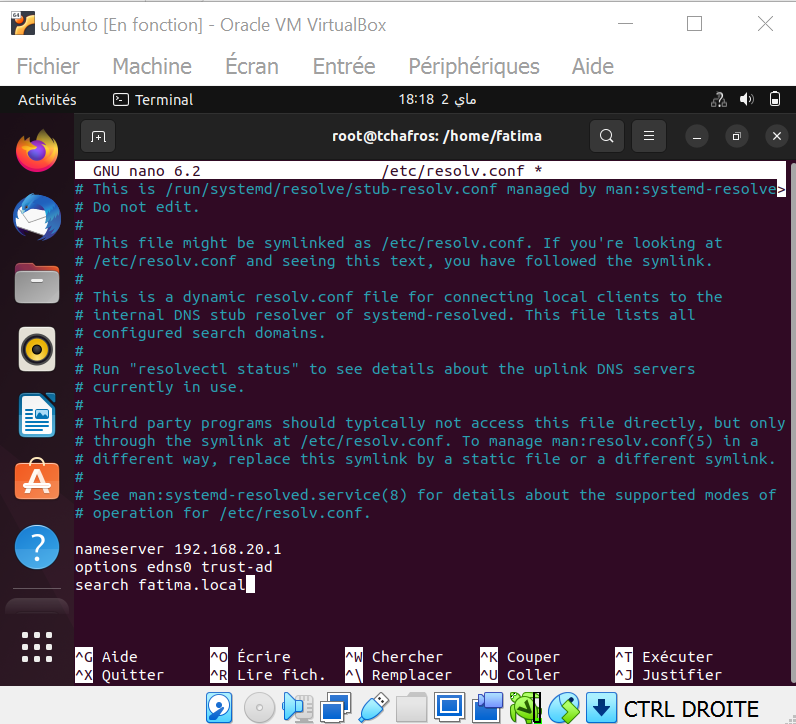 ubunto [En fonction] - Oracle VM VirtualBox
Fichier Machine Écran Entrée Périphériques Aide
Activités Terminal 18:18 2 ماي
root@tchafros: /home/fatima
GNU nano 6.2 /etc/resolv.conf *
# This is /run/systemd/resolve/stub-resolv.conf managed by man:systemd-resolve>
# Do not edit.
#
# This file might be symlinked as /etc/resolv.conf. If you're looking at
# /etc/resolv.conf and seeing this text, you have followed the symlink.
#
# This is a dynamic resolv.conf file for connecting local clients to the
# internal DNS stub resolver of systemd-resolved. This file lists all
# configured search domains.
#
# Run "resolvectl status" to see details about the uplink DNS servers
# currently in use.
#
# Third party programs should typically not access this file directly, but only
# through the symlink at /etc/resolv.conf. To manage man:resolv.conf(5) in a
# different way, replace this symlink by a static file or a different symlink.
#
# See man:systemd-resolved.service(8) for details about the supported modes of
# operation for /etc/resolv.conf.
nameserver 192.168.20.1
options edns0 trust-ad
search fatima.local
^G Aide ^O Écrire ^W Chercher ^K Couper ^T Exécuter
^X Quitter ^R Lire fich. ^\ Remplacer ^U Coller ^J Justifier
CTRL DROITE